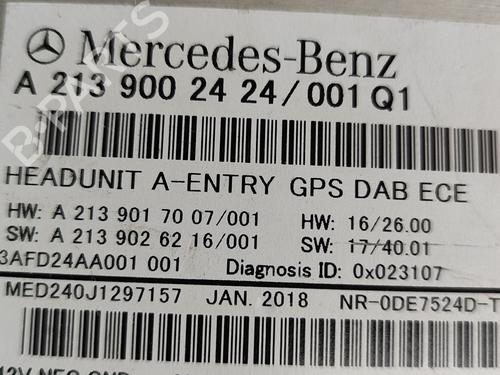 Mercedes-Benz
A 213 900 24 24/001 Q1
HEADUNIT A-ENTRY GPS DAB ECE
HW: A 213 901 70 07/001 HW: 16/26.00
SW: A 213 902 62 16/001 SW: 17/40.01
3AFD24AA001 001 Diagnosis ID: 0x023107
MED240J1297157 JAN. 2018 NR-0DE7524D-T
B-PARTS